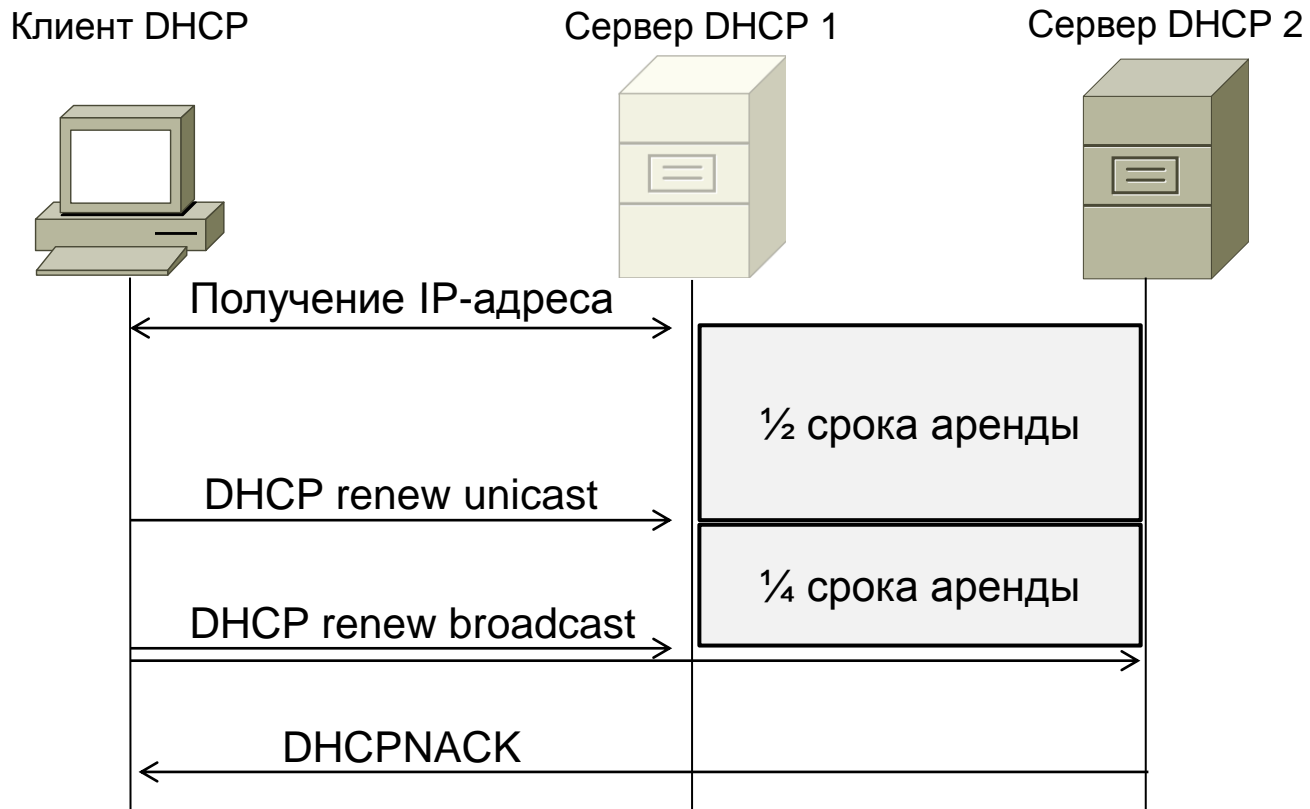 Клиент DHCP
Сервер DHCP 1
Сервер DHCP 2
Получение IP-адреса
½ срока аренды
DHCP renew unicast
¼ срока аренды
DHCP renew broadcast
DHCPNACK